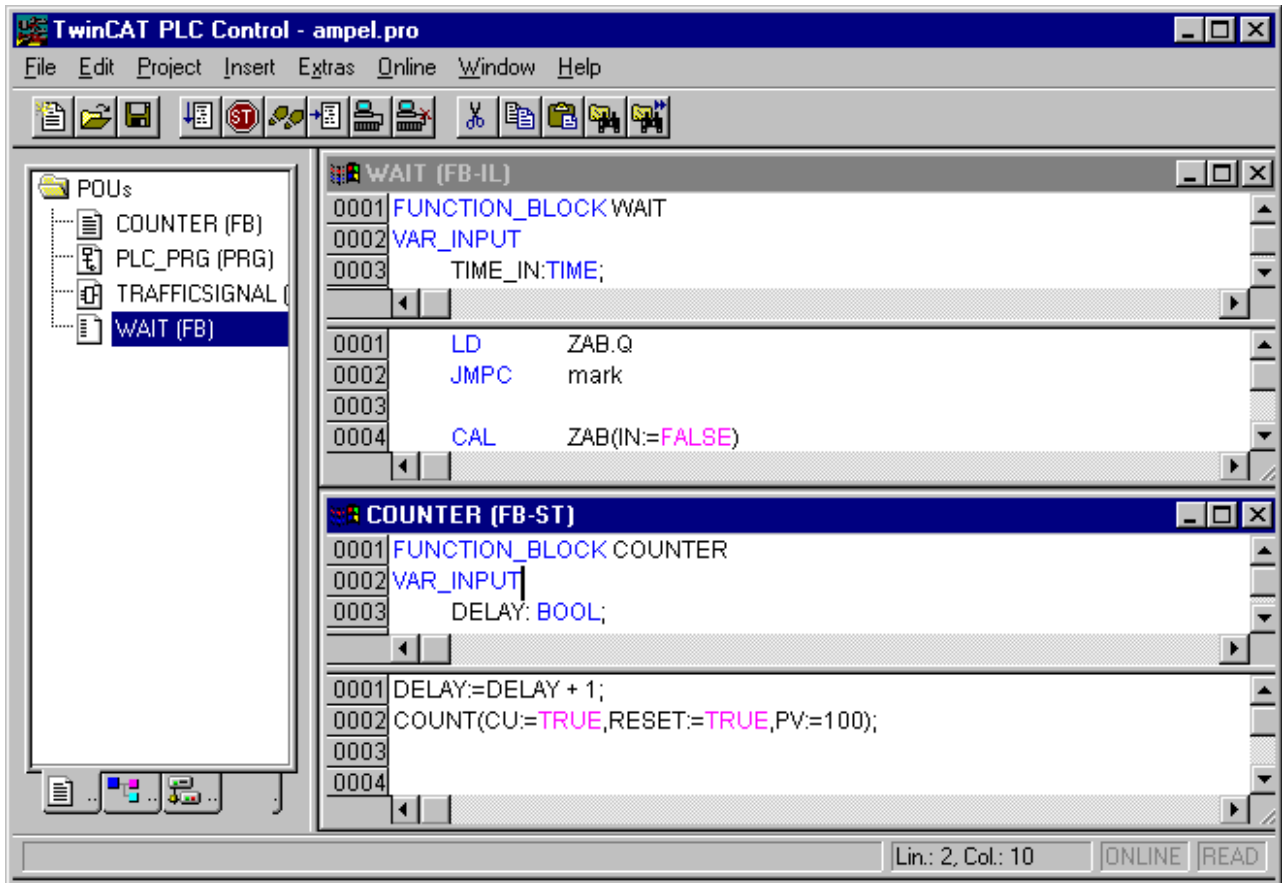 TwinCAT PLC Control - ampel.pro
File Edit Project Insert Extras Online Window Help
ST
POUs
COUNTER (FB)
PLC_PRG (PRG)
TRAFFICSIGNAL (
WAIT (FB)
WAIT (FB-IL)
0001 FUNCTION_BLOCK WAIT
0002 VAR_INPUT
0003 TIME_IN:TIME;
0001 LD ZAB.Q
0002 JMPC mark
0003
0004 CAL ZAB(IN:=FALSE)
COUNTER (FB-ST)
0001 FUNCTION_BLOCK COUNTER
0002 VAR_INPUT
0003 DELAY: BOOL;
0001 DELAY:=DELAY + 1;
0002 COUNT(CU:=TRUE,RESET:=TRUE,PV:=100);
0003
0004
.. .. .. .
Lin.: 2, Col.: 10 ONLINE READ